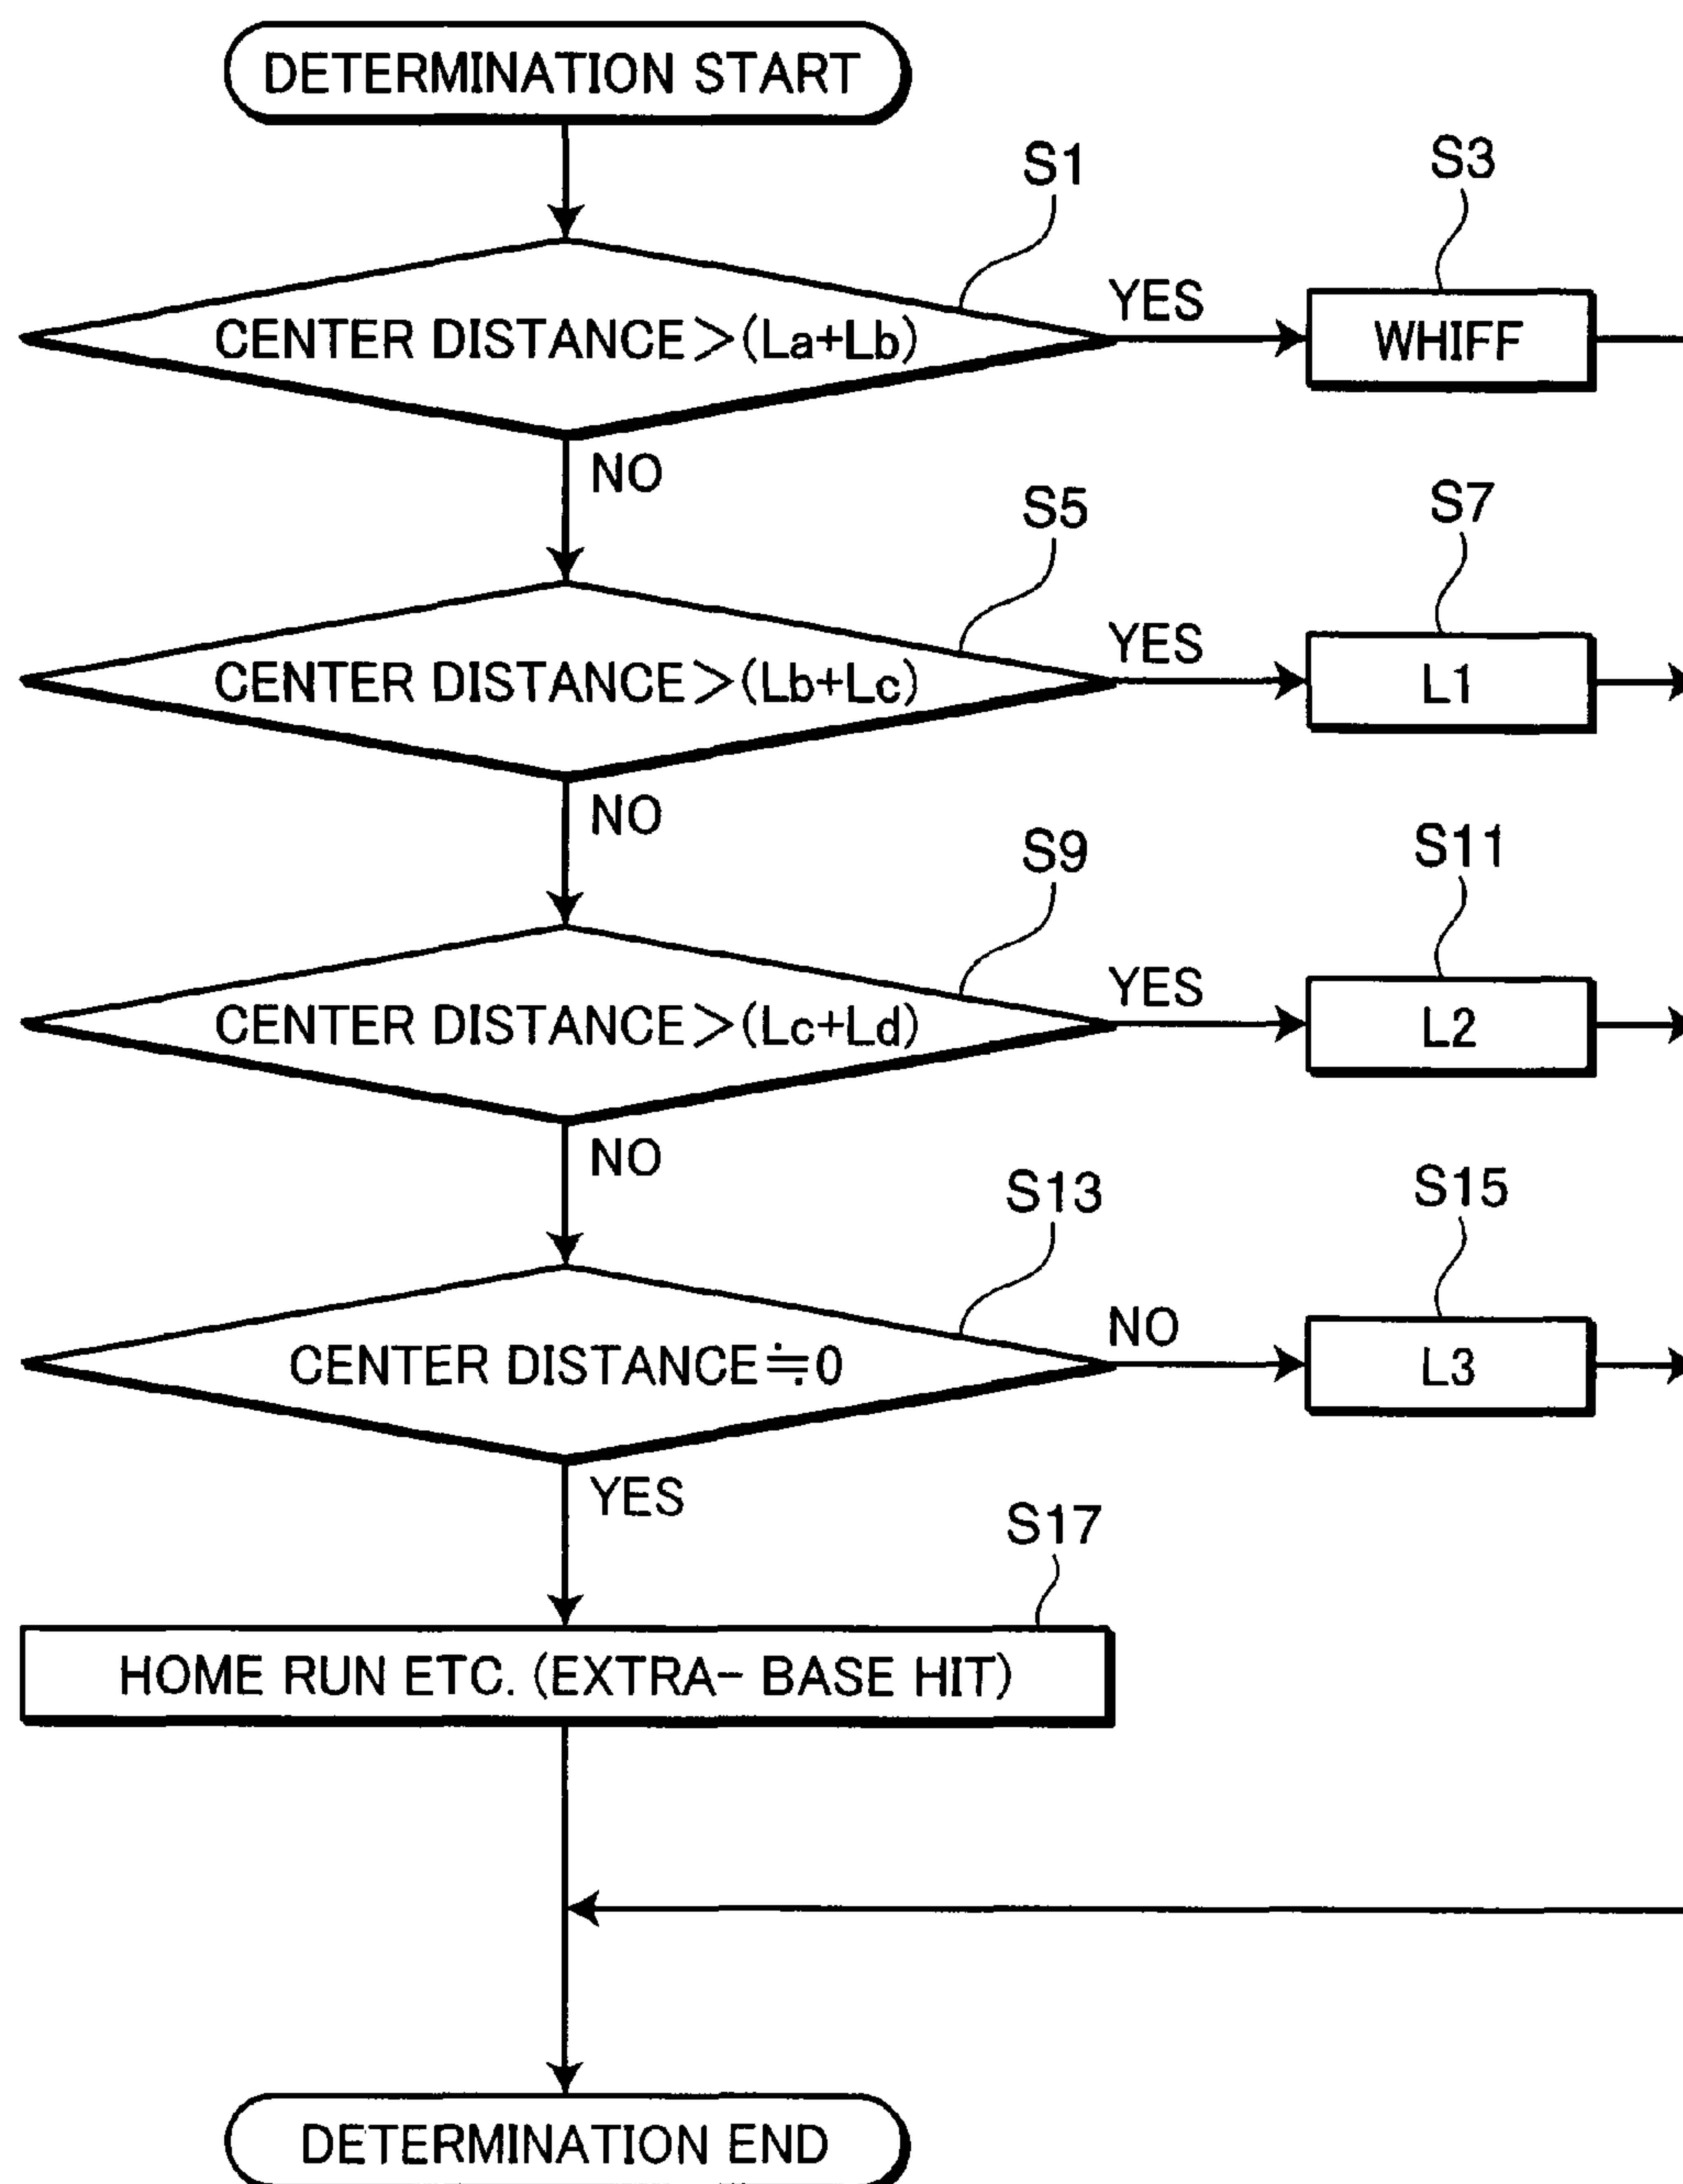 DETERMINATION START
S1
S3
CENTER DISTANCE>(La+Lb)
YES
WHIFF
NO
S5
S7
CENTER DISTANCE>(Lb+Lc)
YES
L1
NO
S9
S11
CENTER DISTANCE>(Lc+Ld)
YES
L2
NO
S13
S15
CENTER DISTANCE≒0
NO
L3
YES
S17
HOME RUN ETC. (EXTRA- BASE HIT)
DETERMINATION END